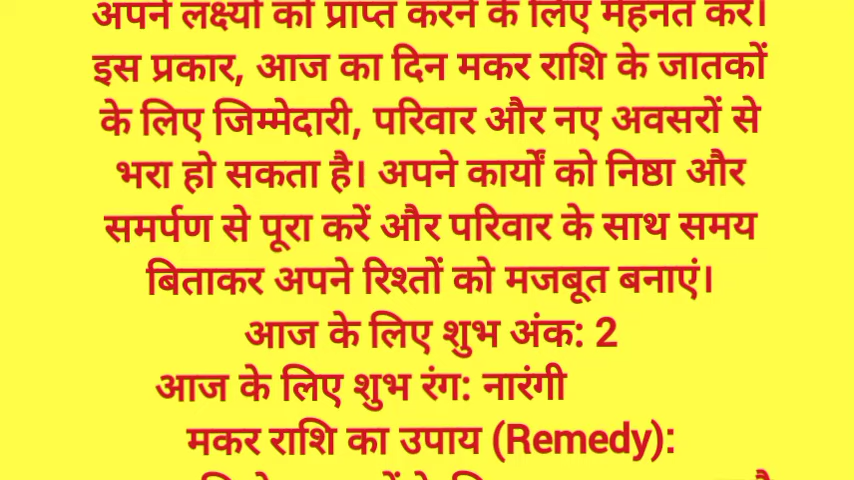 अपने लक्ष्यों को प्राप्त करने के लिए मेहनत करें।
इस प्रकार, आज का दिन मकर राशि के जातकों
के लिए जिम्मेदारी, परिवार और नए अवसरों से
भरा हो सकता है। अपने कार्यों को निष्ठा और
समर्पण से पूरा करें और परिवार के साथ समय
बिताकर अपने रिश्तों को मजबूत बनाएं।
आज के लिए शुभ अंक: 2
आज के लिए शुभ रंग: नारंगी
मकर राशि का उपाय (Remedy):